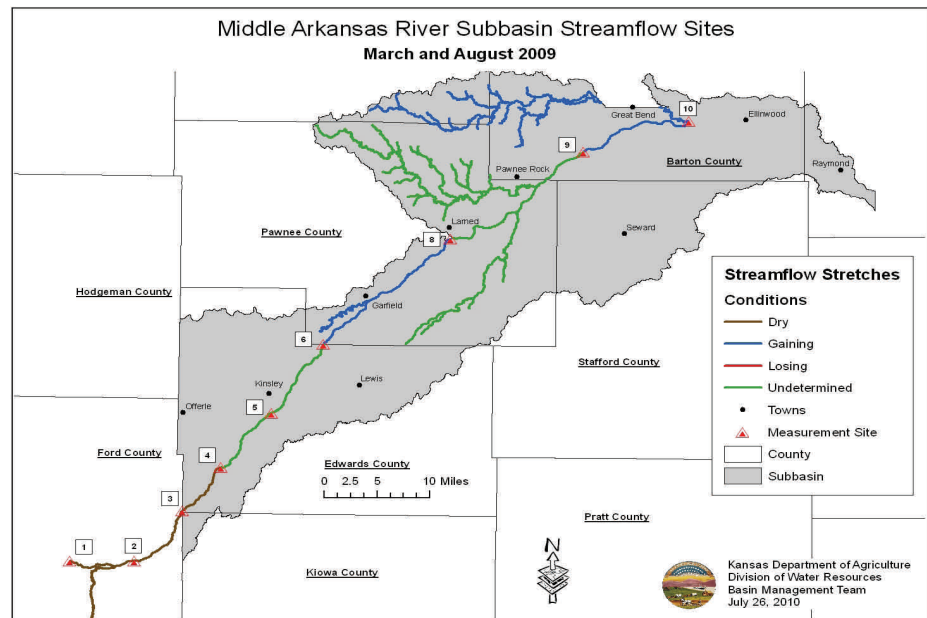 Middle Arkansas River Subbasin Streamflow Sites
March and August 2009
10
Great Bend
Ellinwood
9
Barton County
Pawnee Rock
Raymond
Larned
Pawnee County
8
Seward
Hodgeman County
Garfield
6
Stafford County
Kinsley
Lewis
Offerle
5
Ford County
4
Edwards County
0 2.5 5 10 Miles
3
Pratt County
1
2
Kiowa County
N
Streamflow Stretches
Conditions
Dry
Gaining
Losing
Undetermined
Towns
Measurement Site
County
Subbasin
Kansas Department of Agriculture
Division of Water Resources
Basin Management Team
July 26, 2010